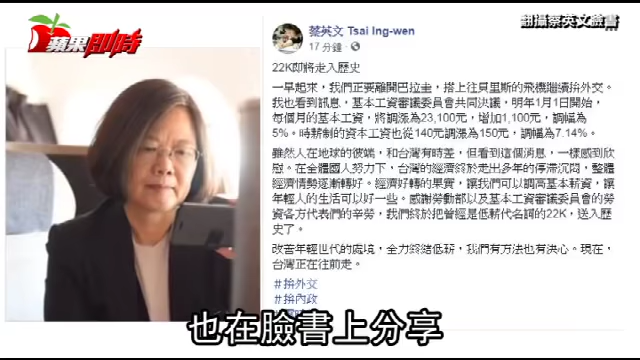 蘋果即時
翻攝蔡英文臉書
蔡英文 Tsai Ing-wen
17 分鐘
22K即將走入歷史
一早起來，我們正要離開巴拉圭，搭上往貝里斯的飛機繼續拚外交。
我也看到訊息，基本工資審議委員會共同決議，明年1月1日開始，
每個月的基本工資，將調漲為23,100元，增加1,100元，調幅為
5%。時薪制的資本工資也從140元調漲為150元，調幅為7.14%。
雖然人在地球的彼端，和台灣有時差，但看到這個消息，一樣感到欣
慰。在全體國人努力下，台灣的經濟終於走出多年的停滯沉悶，整體
經濟情勢逐漸轉好。經濟好轉的果實，讓我們可以調高基本薪資，讓
年輕人的生活可以好一些。感謝勞動部以及基本工資審議委員會的勞
資各方代表們的辛勞，我們終於把曾經是低薪代名詞的22K，送入歷
史了。
改善年輕世代的處境，全力終結低薪，我們有方法也有決心。現在，
台灣正在往前走。
#拚外交
#拚內政
也在臉書上分享